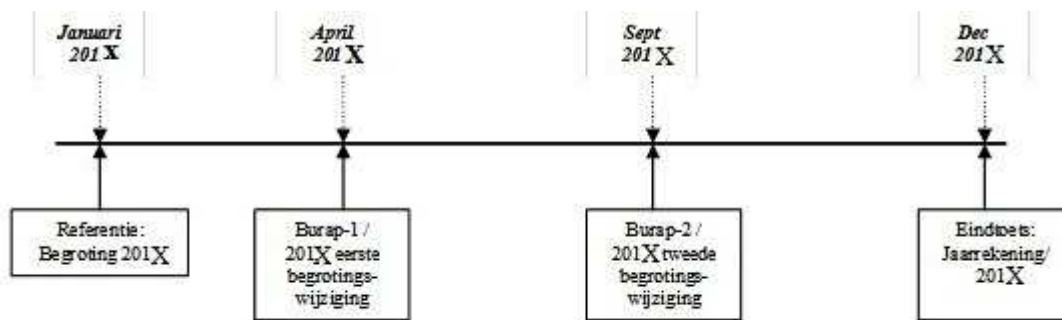 Januari
201X
April
201X
Sept
201X
Dec
201X
Referentie:
Begroting 201X
Burap-1 /
201X eerste
begrotings-
wijziging
Burap-2 /
201X tweede
begrotings-
wijziging
Eindtoets:
Jaarrekening/
201X